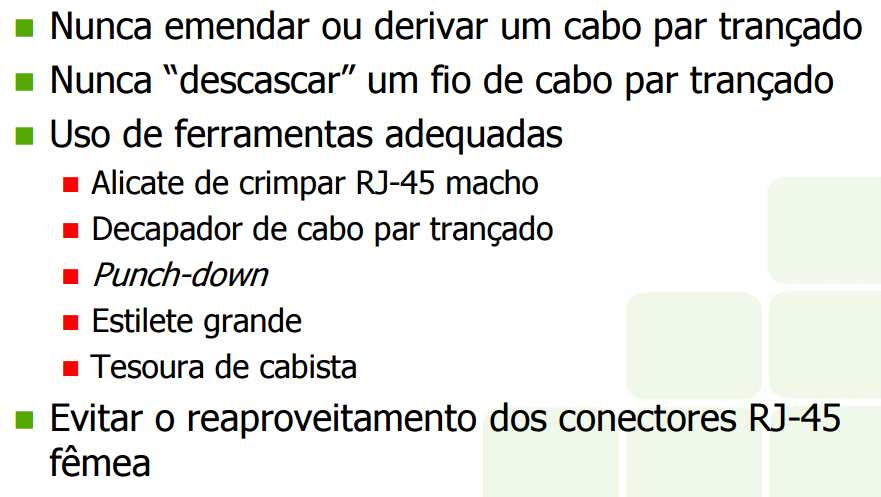 Nunca emendar ou derivar um cabo par trançado
Nunca “descascar” um fio de cabo par trançado
Uso de ferramentas adequadas
Alicate de crimpar RJ-45 macho
Decapador de cabo par trançado
Punch-down
Estilete grande
Tesoura de cabista
Evitar o reaproveitamento dos conectores RJ-45
fêmea